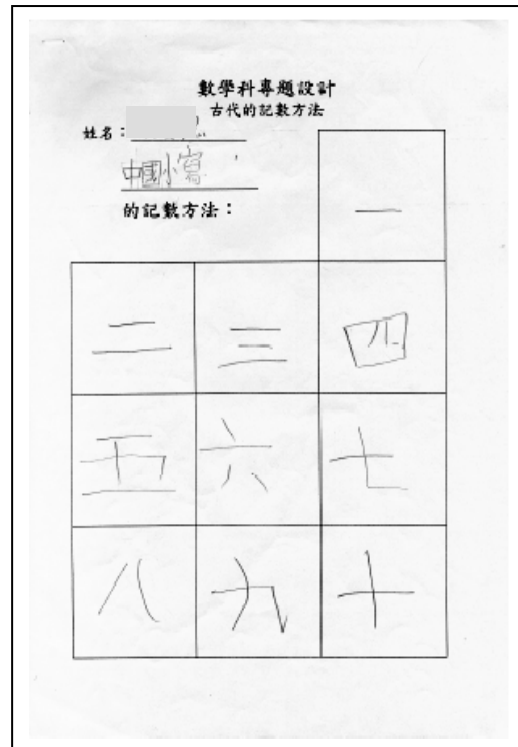 數學科專題設計
古代的記數方法
姓名：
中國小寫
的記數方法：
一
二 三 四
五 六 七
八 九 十